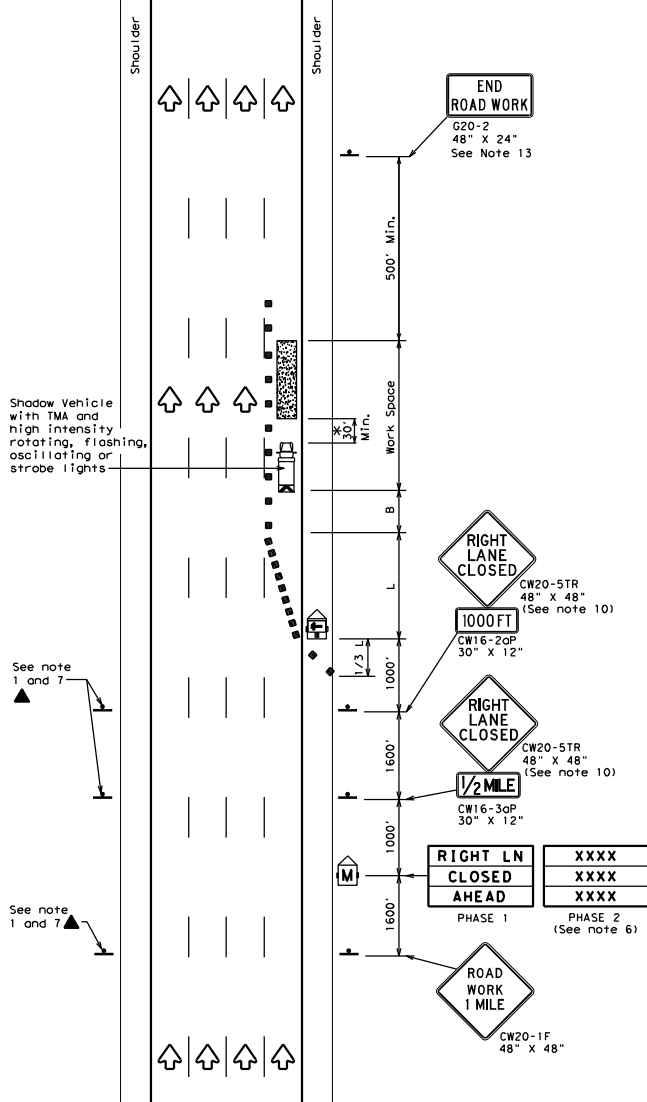 Shoulder
Shoulder
END
ROAD WORK
G20-2
48" X 24"
See Note 13
500' Min.
Shadow Vehicle
with TMA and
high intensity
rotating, flashing,
oscillating or
strobe lights
* 30'
Min.
Work Space
B
L
1/3 L
RIGHT
LANE
CLOSED
CW20-5TR
48" X 48"
(See note 10)
1000 FT
CW16-2aP
30" X 12"
1000'
See note
1 and 7
RIGHT
LANE
CLOSED
CW20-5TR
48" X 48"
(See note 10)
1/2 MILE
CW16-3aP
30" X 12"
1600'
1000'
M
RIGHT LN
CLOSED
AHEAD
PHASE 1
XXXX
XXXX
XXXX
PHASE 2
(See note 6)
1600'
See note
1 and 7
ROAD
WORK
1 MILE
CW20-1F
48" X 48"